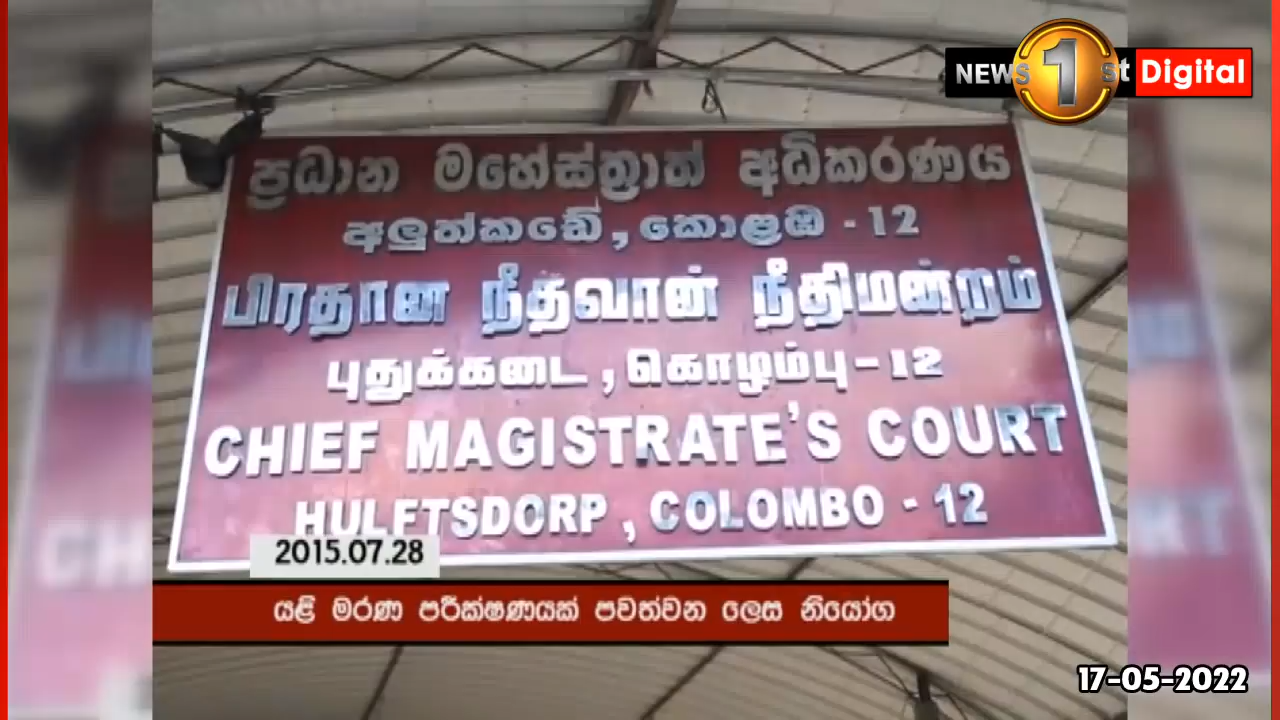 NEWS 1st Digital
ප්‍රධාන මහේස්ත්‍රාත් අධිකරණය
අලුත්කඩේ, කොළඹ - 12
பிரதான நீதவான் நீதிமன்றம்
புதுக்கடை, கொழம்பு - 12
CHIEF MAGISTRATE'S COURT
HULFTSDORP, COLOMBO - 12
2015.07.28
යළි මරණ පරීක්ෂණයක් පවත්වන ලෙස නියෝග
17-05-2022